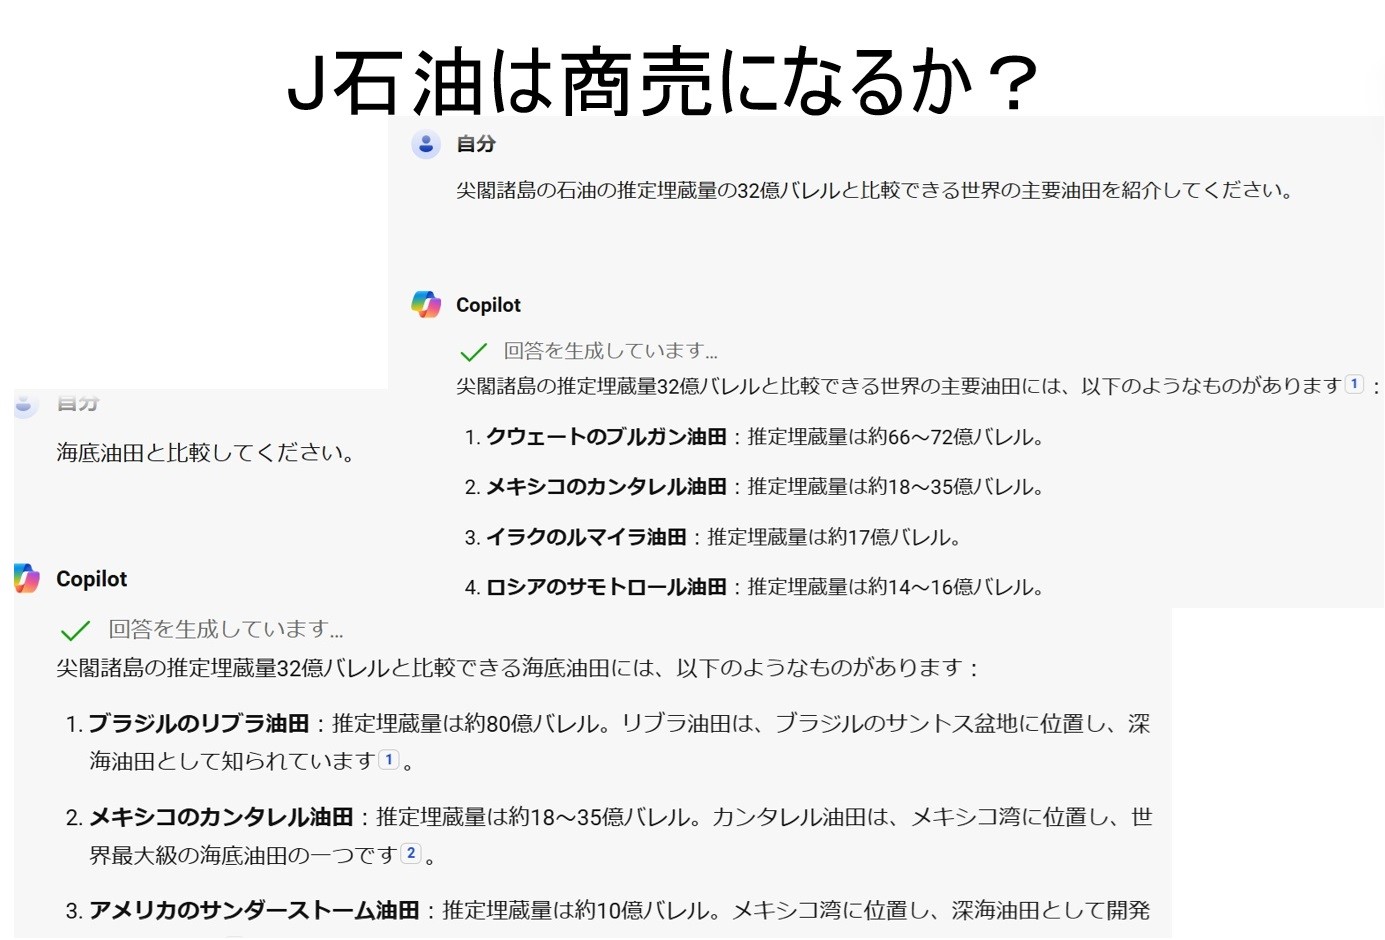 J石油は商売になるか？
自分
尖閣諸島の石油の推定埋蔵量の32億バレルと比較できる世界の主要油田を紹介してください。
Copilot
回答を生成しています...
尖閣諸島の推定埋蔵量32億バレルと比較できる世界の主要油田には、以下のようなものがあります 1 ：
1. クウェートのブルガン油田：推定埋蔵量は約66～72億バレル。
2. メキシコのカンタレル油田：推定埋蔵量は約18～35億バレル。
3. イラクのルマイラ油田：推定埋蔵量は約17億バレル。
4. ロシアのサモトロール油田：推定埋蔵量は約14～16億バレル。
自分
海底油田と比較してください。
Copilot
回答を生成しています...
尖閣諸島の推定埋蔵量32億バレルと比較できる海底油田には、以下のようなものがあります：
1. ブラジルのリブラ油田：推定埋蔵量は約80億バレル。リブラ油田は、ブラジルのサントス盆地に位置し、深
海油田として知られています 1 。
2. メキシコのカンタレル油田：推定埋蔵量は約18～35億バレル。カンタレル油田は、メキシコ湾に位置し、世
界最大級の海底油田の一つです 2 。
3. アメリカのサンダーストーム油田：推定埋蔵量は約10億バレル。メキシコ湾に位置し、深海油田として開発